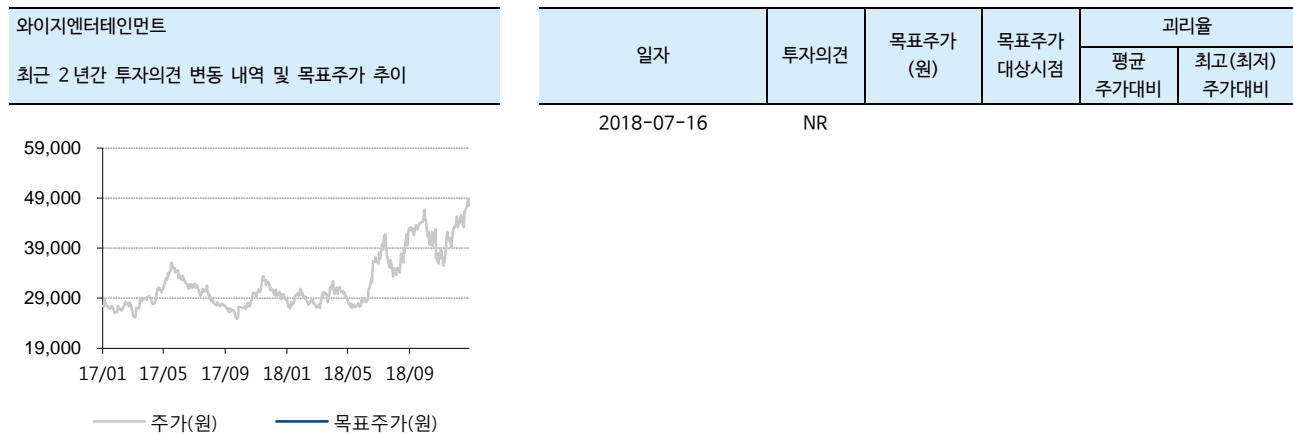 와이지엔터테인먼트
최근 2년간 투자의견 변동 내역 및 목표주가 추이
59,000
49,000
39,000
29,000
19,000
17/01 17/05 17/09 18/01 18/05 18/09
주가(원) 목표주가(원)
일자 투자의견 목표주가 (원) 목표주가 대상시점 괴리율
평균 주가대비 최고(최저) 주가대비
2018-07-16 NR